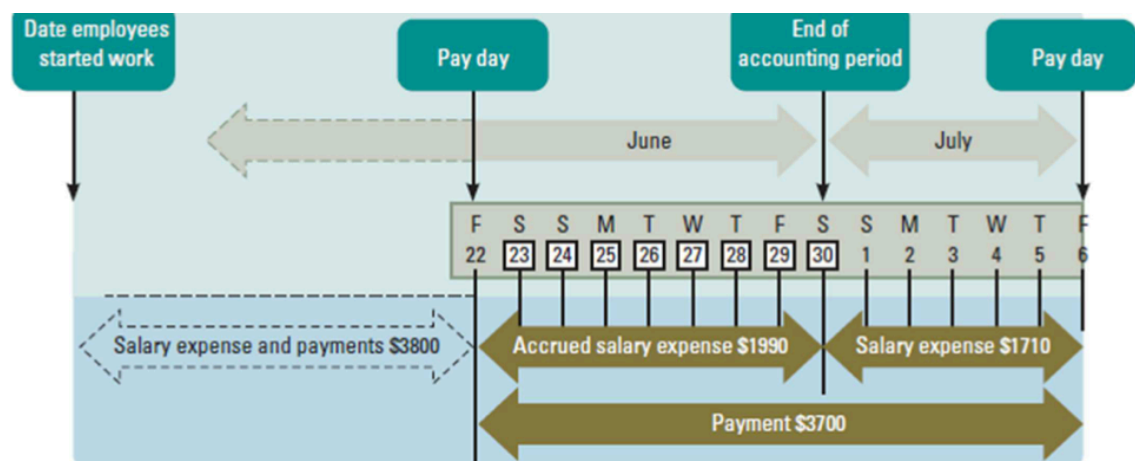 Date employees
started work
Pay day
End of
accounting period
Pay day
June
July
F S S M T W T F S S M T W T F
22 23 24 25 26 27 28 29 30 1 2 3 4 5 6
Salary expense and payments $3800
Accrued salary expense $1990
Salary expense $1710
Payment $3700